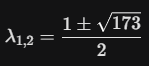 λ₁,₂ = (1 ± √173) / 2